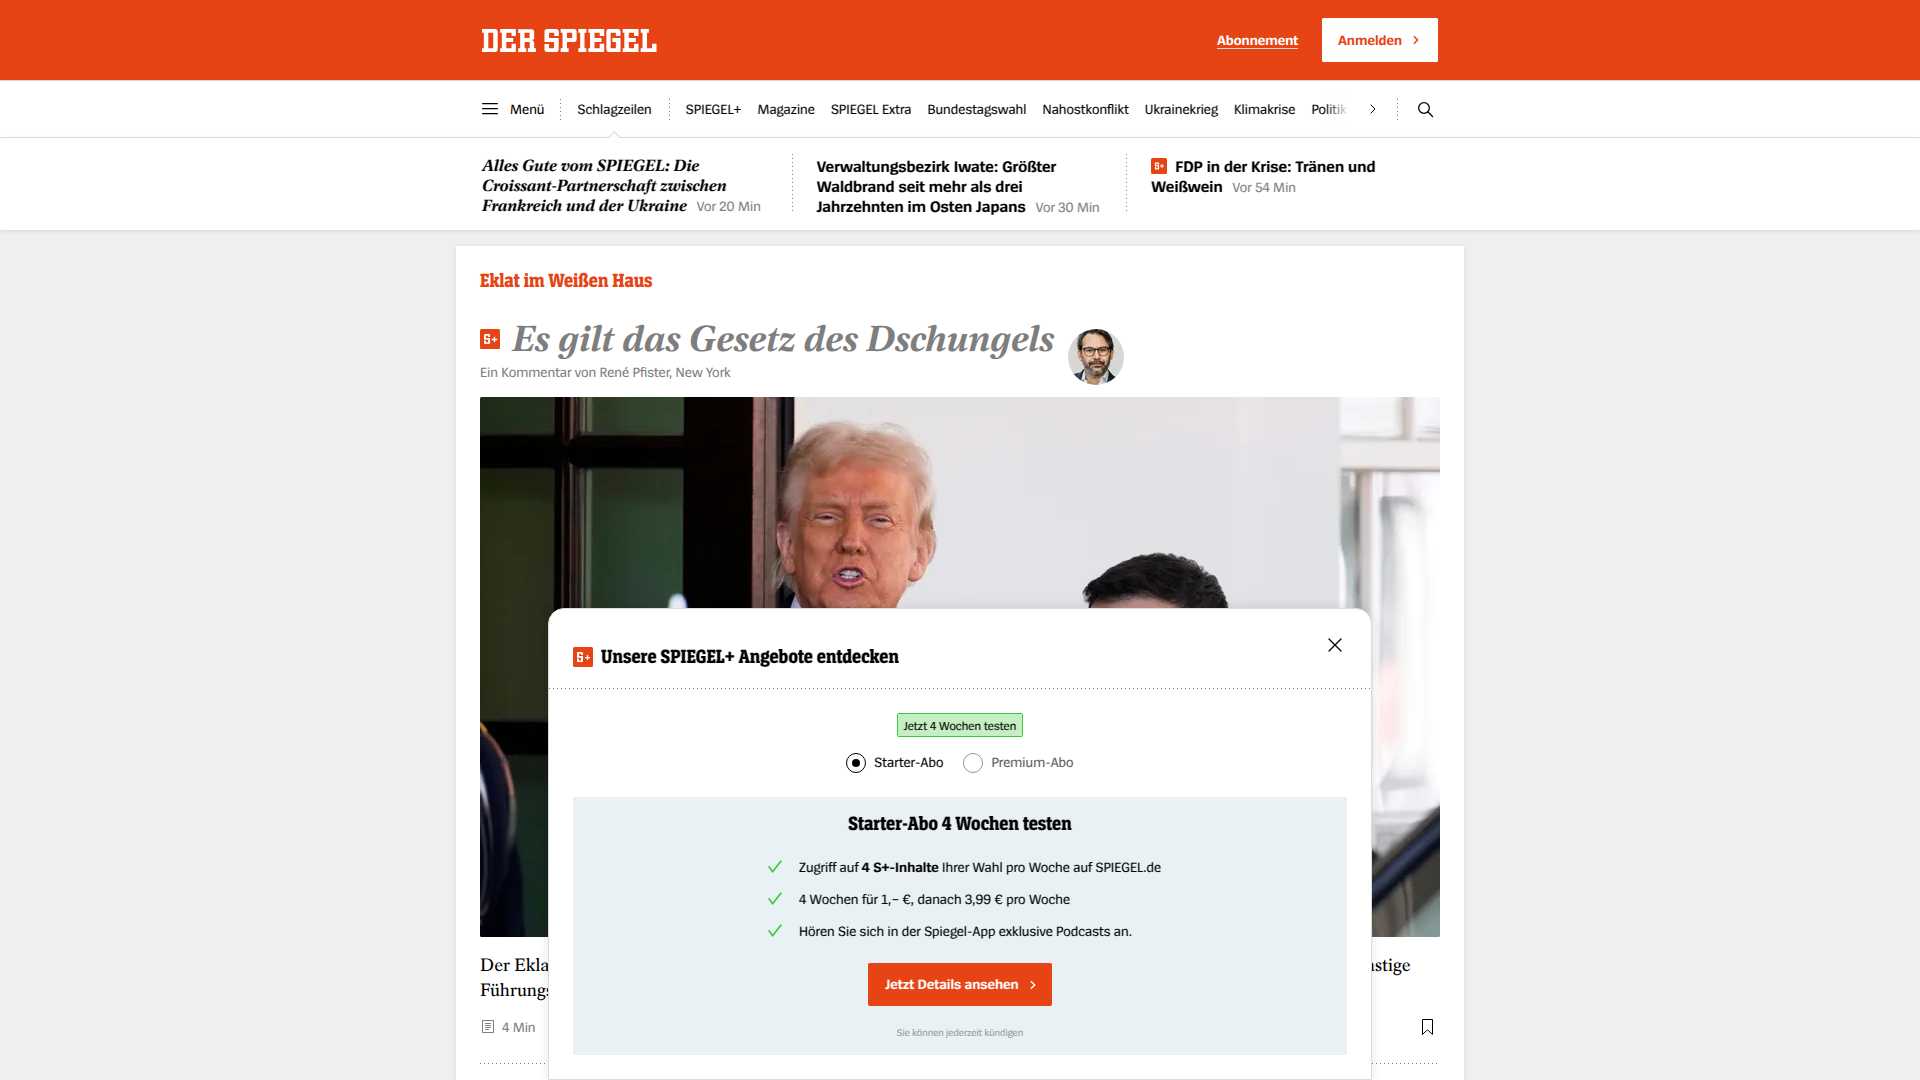 DER SPIEGEL
Abonnement
Anmelden
Menü
Schlagzeilen
SPIEGEL+
Magazine
SPIEGEL Extra
Bundestagswahl
Nahostkonflikt
Ukrainekrieg
Klimakrise
Politik
Alles Gute vom SPIEGEL: Die
Croissant-Partnerschaft zwischen
Frankreich und der Ukraine Vor 20 Min
Verwaltungsbezirk Iwate: Größter
Waldbrand seit mehr als drei
Jahrzehnten im Osten Japans Vor 30 Min
S+ FDP in der Krise: Tränen und
Weißwein Vor 54 Min
Eklat im Weißen Haus
S+ Es gilt das Gesetz des Dschungels
Ein Kommentar von René Pfister, New York
S+ Unsere SPIEGEL+ Angebote entdecken
Jetzt 4 Wochen testen
Starter-Abo
Premium-Abo
Starter-Abo 4 Wochen testen
Zugriff auf 4 S+-Inhalte Ihrer Wahl pro Woche auf SPIEGEL.de
4 Wochen für 1,– €, danach 3,99 € pro Woche
Hören Sie sich in der Spiegel-App exklusive Podcasts an.
Jetzt Details ansehen
Sie können jederzeit kündigen
Der Ekla
Führungs
4 Min